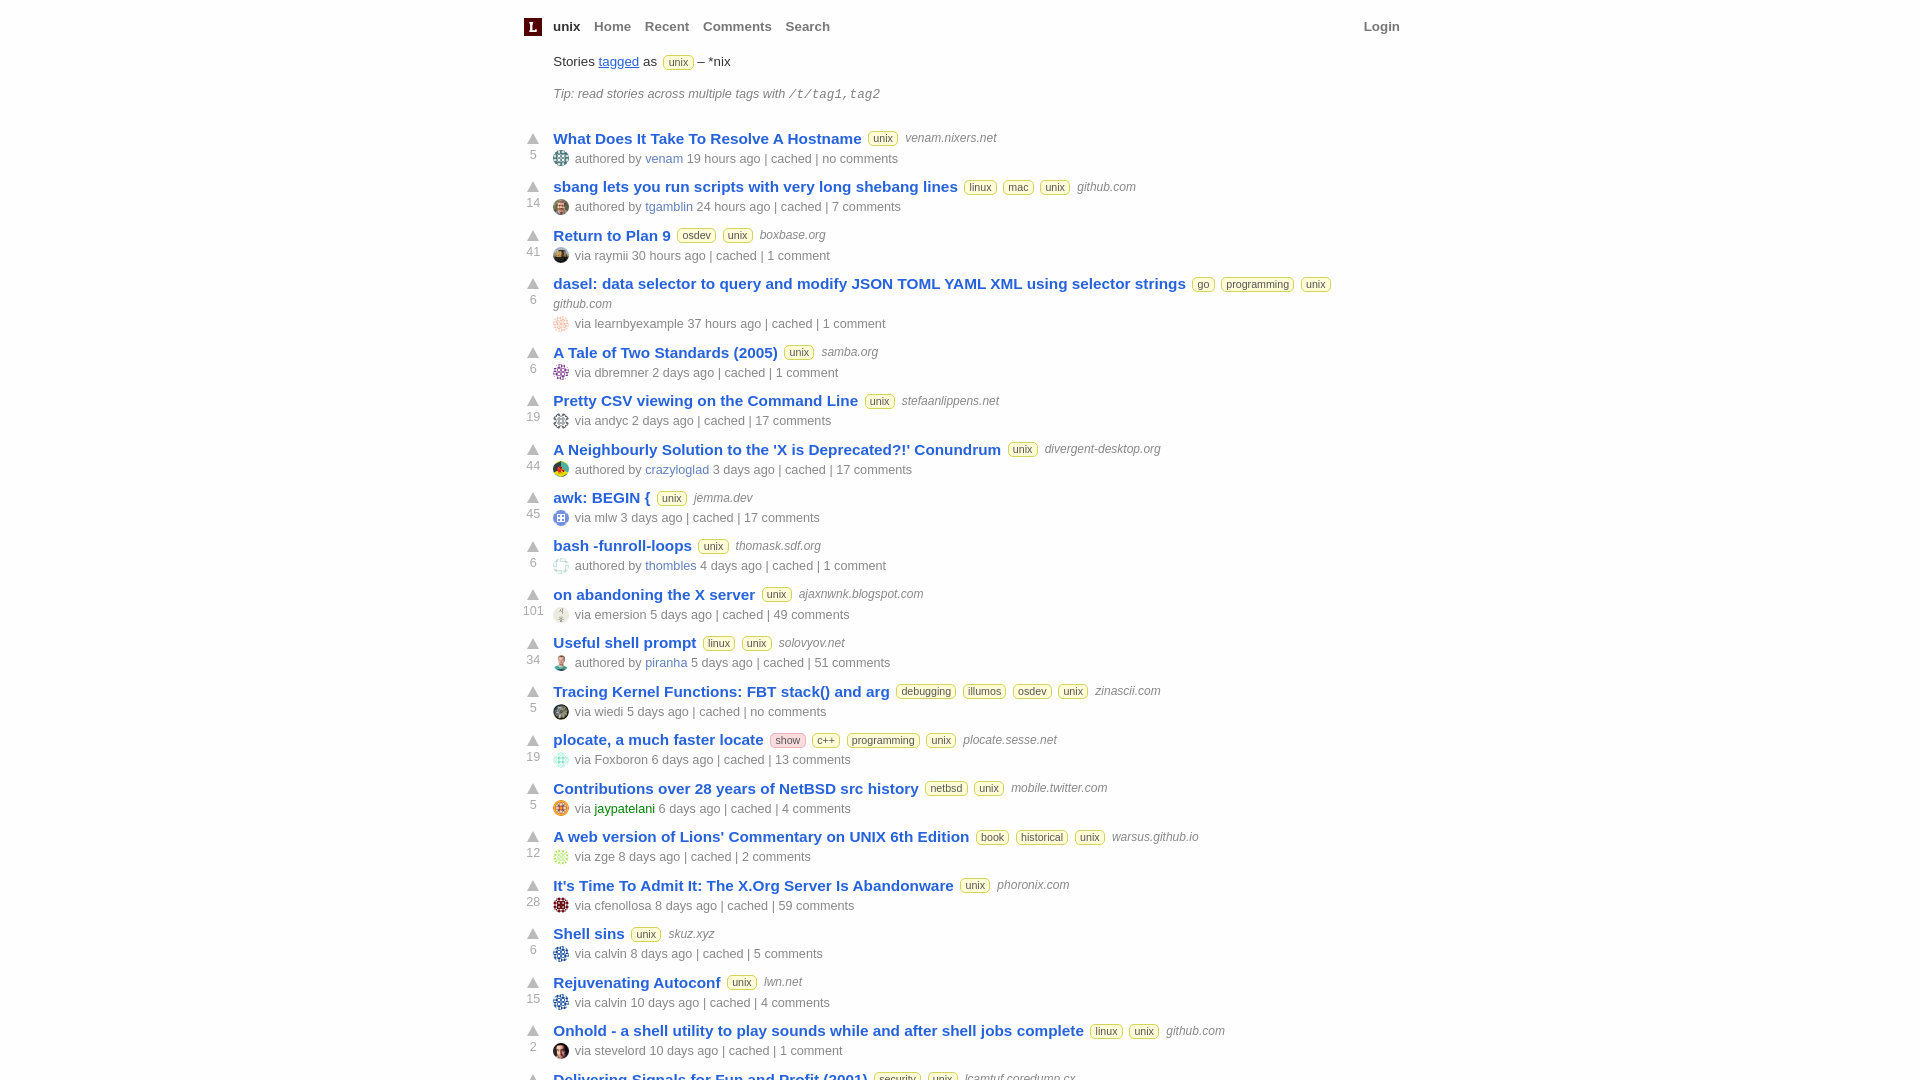 L unix Home Recent Comments Search Login
Stories tagged as unix – *nix
Tip: read stories across multiple tags with /t/tag1,tag2
What Does It Take To Resolve A Hostname unix venam.nixers.net
5 authored by venam 19 hours ago | cached | no comments
sbang lets you run scripts with very long shebang lines linux mac unix github.com
14 authored by tgamblin 24 hours ago | cached | 7 comments
Return to Plan 9 osdev unix boxbase.org
41 via raymii 30 hours ago | cached | 1 comment
dasel: data selector to query and modify JSON TOML YAML XML using selector strings go programming unix
6 github.com
via learnbyexample 37 hours ago | cached | 1 comment
A Tale of Two Standards (2005) unix samba.org
6 via dbremner 2 days ago | cached | 1 comment
Pretty CSV viewing on the Command Line unix stefaanlippens.net
19 via andyc 2 days ago | cached | 17 comments
A Neighbourly Solution to the 'X is Deprecated?!' Conundrum unix divergent-desktop.org
44 authored by crazyloglad 3 days ago | cached | 17 comments
awk: BEGIN { unix jemma.dev
45 via mlw 3 days ago | cached | 17 comments
bash -funroll-loops unix thomask.sdf.org
6 authored by thombles 4 days ago | cached | 1 comment
on abandoning the X server unix ajaxnwnk.blogspot.com
101 via emersion 5 days ago | cached | 49 comments
Useful shell prompt linux unix solovyov.net
34 authored by piranha 5 days ago | cached | 51 comments
Tracing Kernel Functions: FBT stack() and arg debugging illumos osdev unix zinascii.com
5 via wiedi 5 days ago | cached | no comments
plocate, a much faster locate show c++ programming unix plocate.sesse.net
19 via Foxboron 6 days ago | cached | 13 comments
Contributions over 28 years of NetBSD src history netbsd unix mobile.twitter.com
5 via jaypatelani 6 days ago | cached | 4 comments
A web version of Lions' Commentary on UNIX 6th Edition book historical unix warsus.github.io
12 via zge 8 days ago | cached | 2 comments
It's Time To Admit It: The X.Org Server Is Abandonware unix phoronix.com
28 via cfenollosa 8 days ago | cached | 59 comments
Shell sins unix skuz.xyz
6 via calvin 8 days ago | cached | 5 comments
Rejuvenating Autoconf unix lwn.net
15 via calvin 10 days ago | cached | 4 comments
Onhold - a shell utility to play sounds while and after shell jobs complete linux unix github.com
2 via stevelord 10 days ago | cached | 1 comment
Delivering Signals for Fun and Profit (2001) security unix lcamtuf.coredump.cx